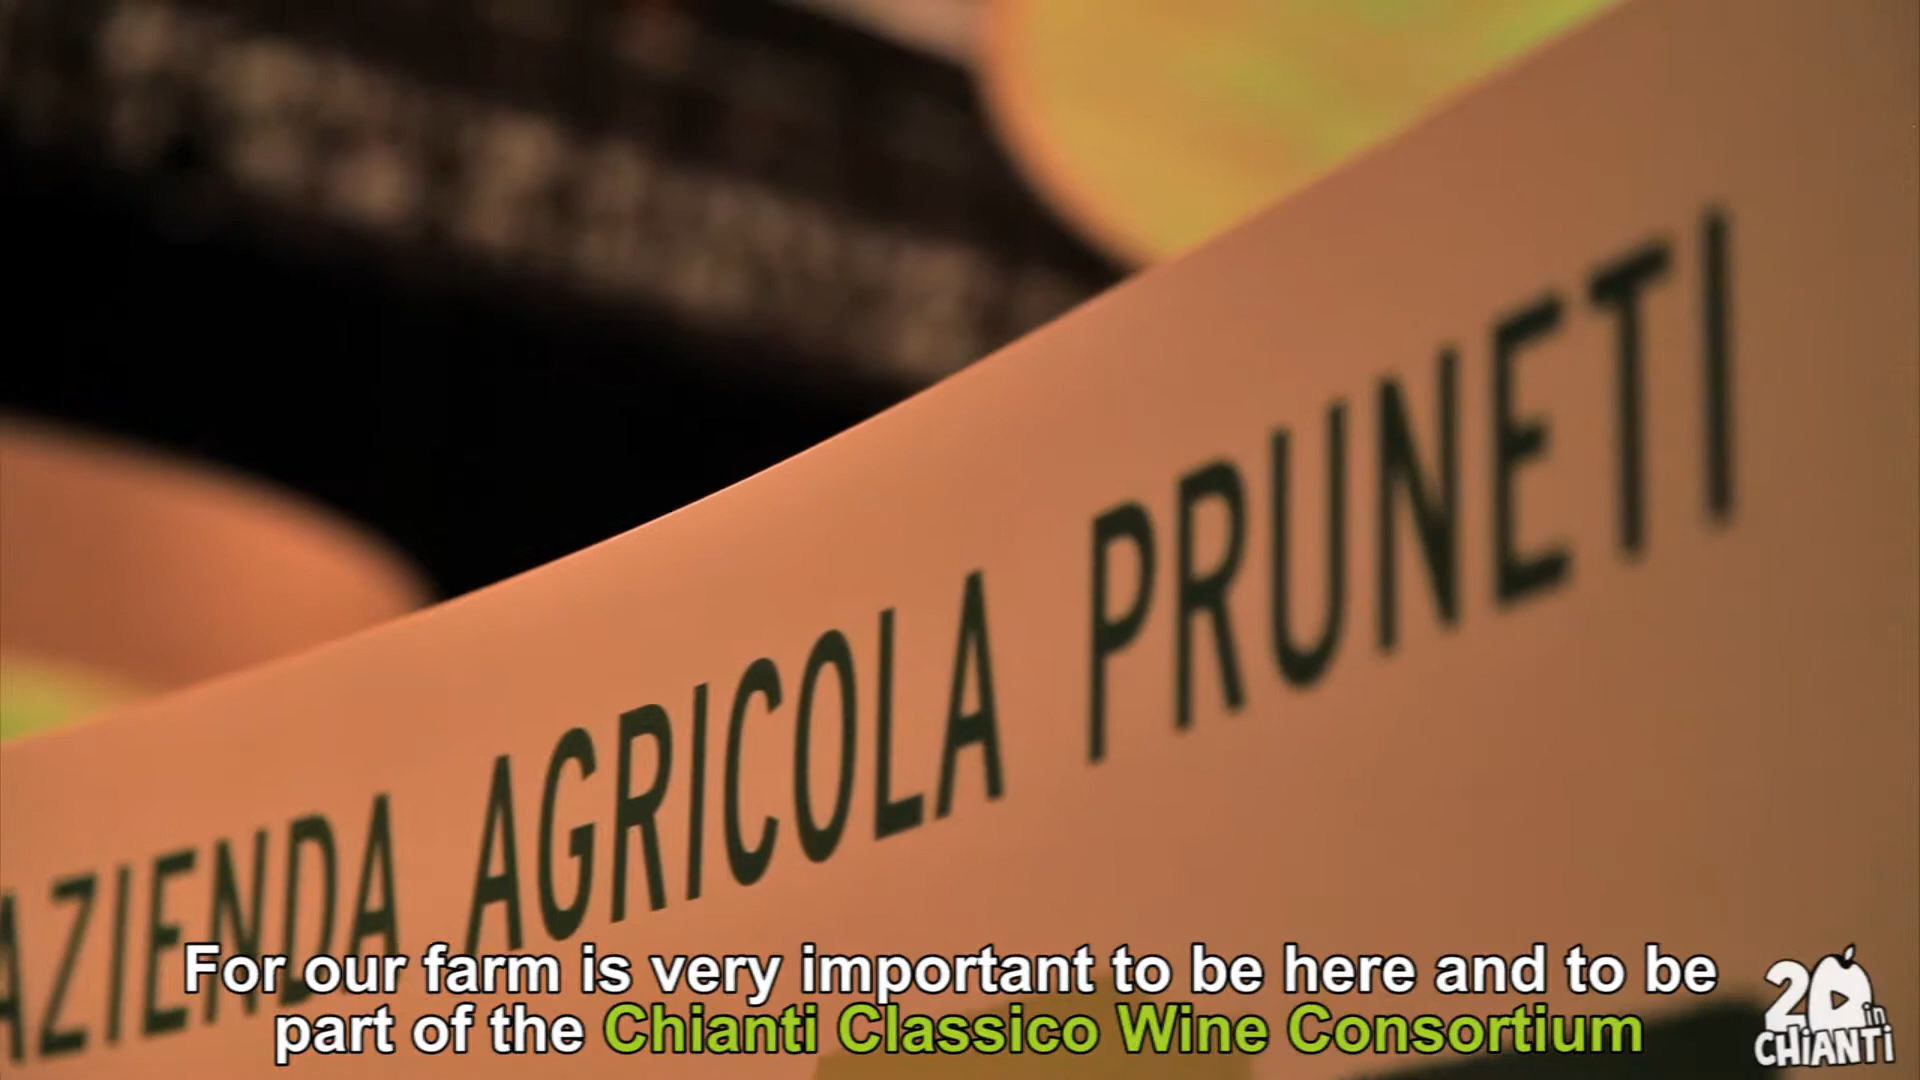 AZIENDA AGRICOLA PRUNETI
For our farm is very important to be here and to be
part of the Chianti Classico Wine Consortium
20 in
CHiANTi